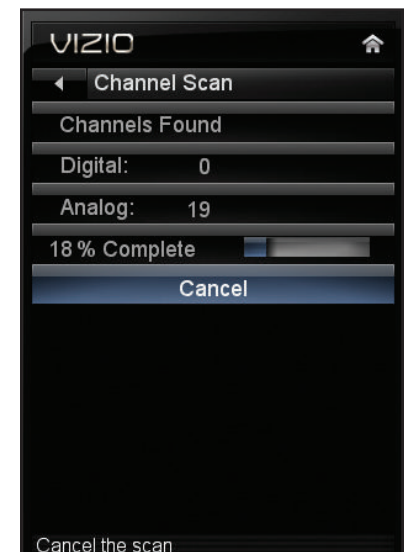 VIZIO
Channel Scan
Channels Found
Digital: 0
Analog: 19
18 % Complete
Cancel
Cancel the scan